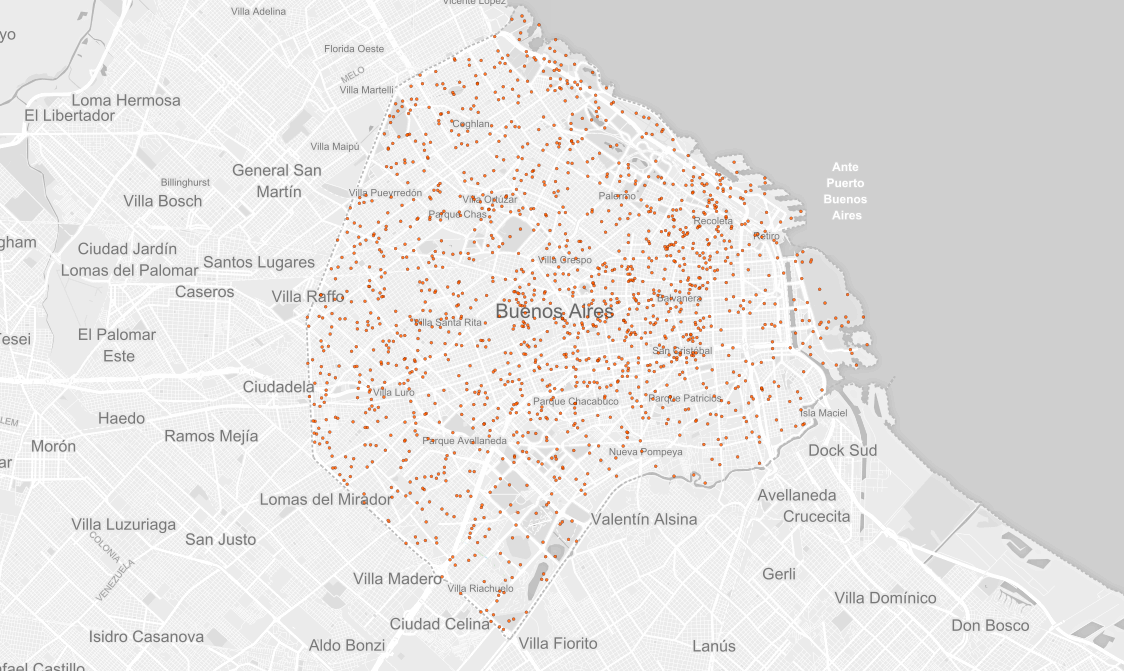 Vicente López
Villa Adelina
yo
Florida Oeste
MELO
Villa Martelli
Loma Hermosa
El Libertador
Coghlan
Villa Maipú
Ante
Puerto
Buenos
Aires
General San
Martín
Billinghurst
Villa Bosch
Villa Pueyrredón
Villa Ortúzar
Palermo
Parque Chas
Recoleta
Retiro
gham
Ciudad Jardín
Lomas del Palomar
Santos Lugares
Villa Crespo
Caseros
Villa Raffo
Balvanera
Buenos Aires
Villa Santa Rita
El Palomar
Este
Tesei
San Cristóbal
Ciudadela
Villa Luro
Parque Chacabuco
Parque Patricios
Isla Maciel
LEM
Haedo
Ramos Mejía
Morón
Parque Avellaneda
Nueva Pompeya
Dock Sud
ar
Lomas del Mirador
Avellaneda
Crucecita
Villa Luzuriaga
Valentín Alsina
San Justo
COLONIA
VENEZUELA
Villa Madero
Villa Riachuelo
Gerli
Villa Domínico
Ciudad Celina
Don Bosco
Isidro Casanova
Aldo Bonzi
Villa Fiorito
Lanús
afael Castillo